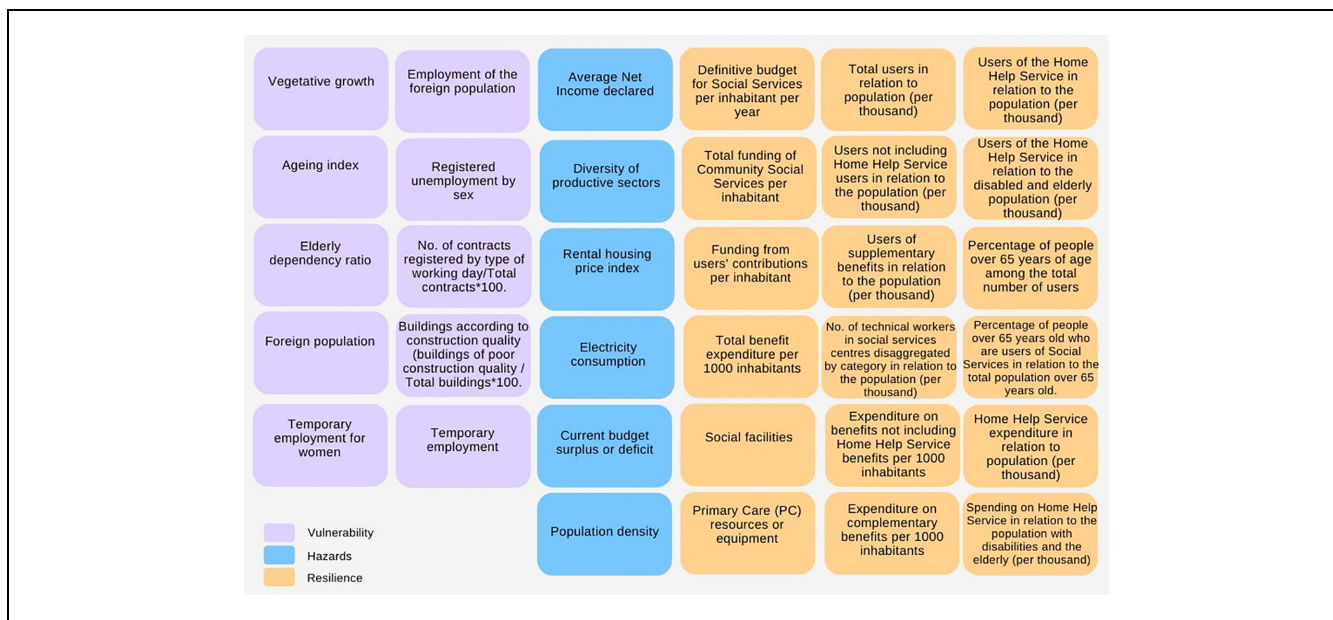 Vegetative growth
Employment of the
foreign population
Average Net
Income declared
Definitive budget
for Social Services
per inhabitant per
year
Total users in
relation to
population (per
thousand)
Users of the Home
Help Service in
relation to the
population (per
thousand)
Ageing index
Registered
unemployment by
sex
Diversity of
productive sectors
Total funding of
Community Social
Services per
inhabitant
Users not including
Home Help Service
users in relation to
the population (per
thousand)
Users of the Home
Help Service in
relation to the
disabled and elderly
population (per
thousand)
Elderly
dependency ratio
No. of contracts
registered by type of
working day/Total
contracts*100.
Rental housing
price index
Funding from
users' contributions
per inhabitant
Users of
supplementary
benefits in relation
to the population
(per thousand)
Percentage of people
over 65 years of age
among the total
number of users
Foreign population
Buildings according to
construction quality
(buildings of poor
construction quality /
Total buildings*100.
Electricity
consumption
Total benefit
expenditure per
1000 inhabitants
No. of technical workers
in social services
centres disaggregated
by category in relation to
the population (per
thousand)
Percentage of people
over 65 years old who
are users of Social
Services in relation to the
total population over 65
years old.
Temporary
employment for
women
Temporary
employment
Current budget
surplus or deficit
Social facilities
Expenditure on
benefits not including
Home Help Service
benefits per 1000
inhabitants
Home Help Service
expenditure in
relation to
population (per
thousand)
Population density
Primary Care (PC)
resources or
equipment
Expenditure on
complementary
benefits per 1000
inhabitants
Spending on Home Help
Service in relation to the
population with
disabilities and the
elderly (per thousand)
Vulnerability
Hazards
Resilience